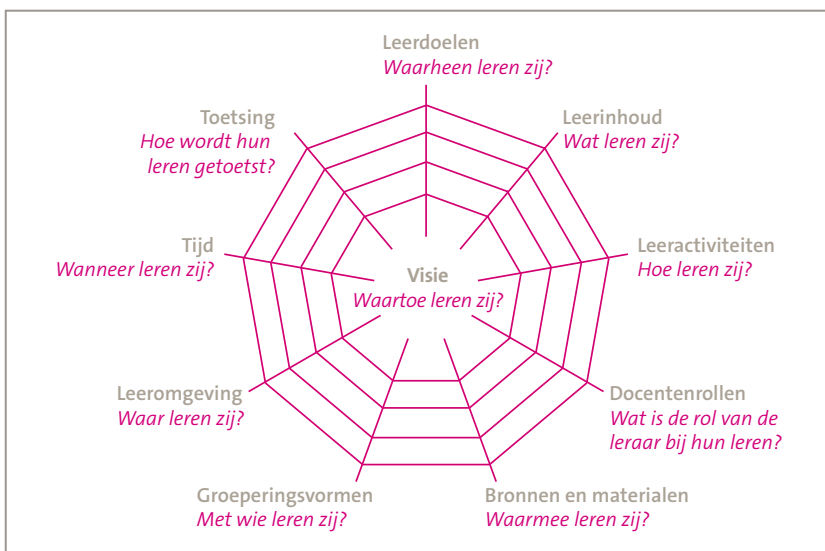 Leerdoelen
Waarheen leren zij?
Toetsing
Hoe wordt hun
leren getoetst?
Leerinhoud
Wat leren zij?
Tijd
Wanneer leren zij?
Visie
Waartoe leren zij?
Leeractiviteiten
Hoe leren zij?
Leeromgeving
Waar leren zij?
Docentenrollen
Wat is de rol van de
leraar bij hun leren?
Groeperingsvormen
Met wie leren zij?
Bronnen en materialen
Waarmee leren zij?